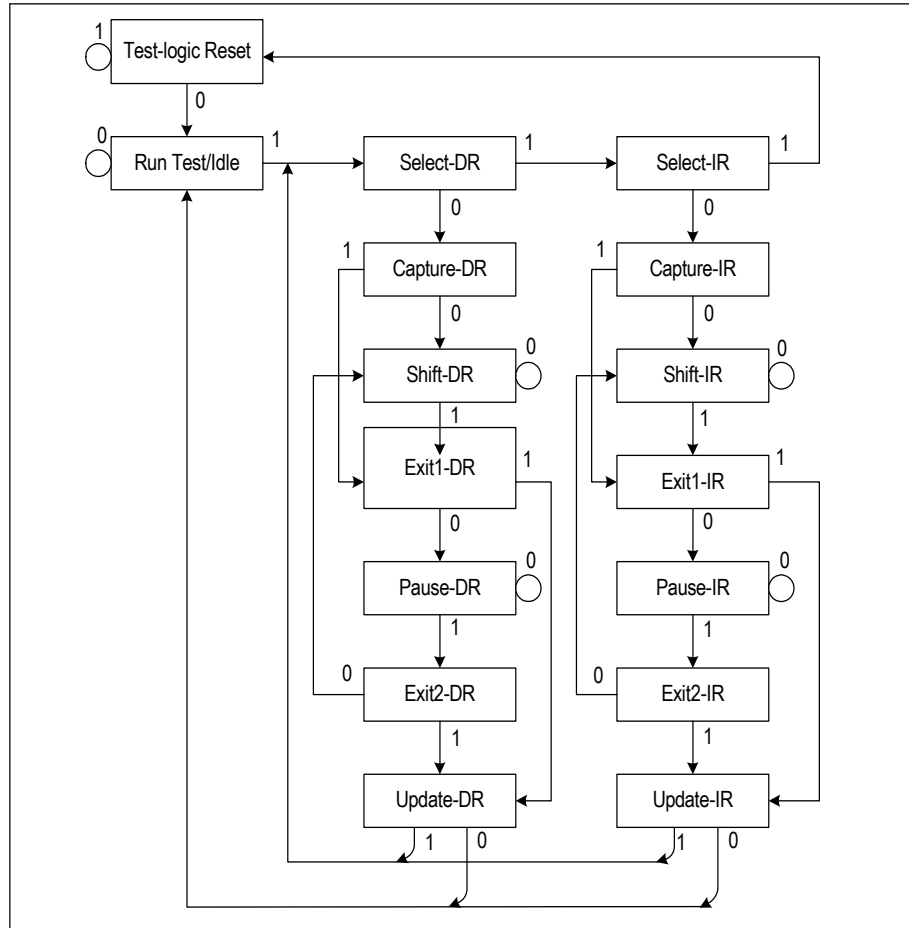 1
Test-logic Reset
0
0
Run Test/Idle
1
Select-DR
1
Select-IR
1
0
0
1
Capture-DR
1
Capture-IR
0
0
0
0
Shift-DR
Shift-IR
1
1
Exit1-DR
1
Exit1-IR
1
0
0
0
0
Pause-DR
Pause-IR
1
1
0
Exit2-DR
0
Exit2-IR
1
1
Update-DR
Update-IR
1
0
1
0